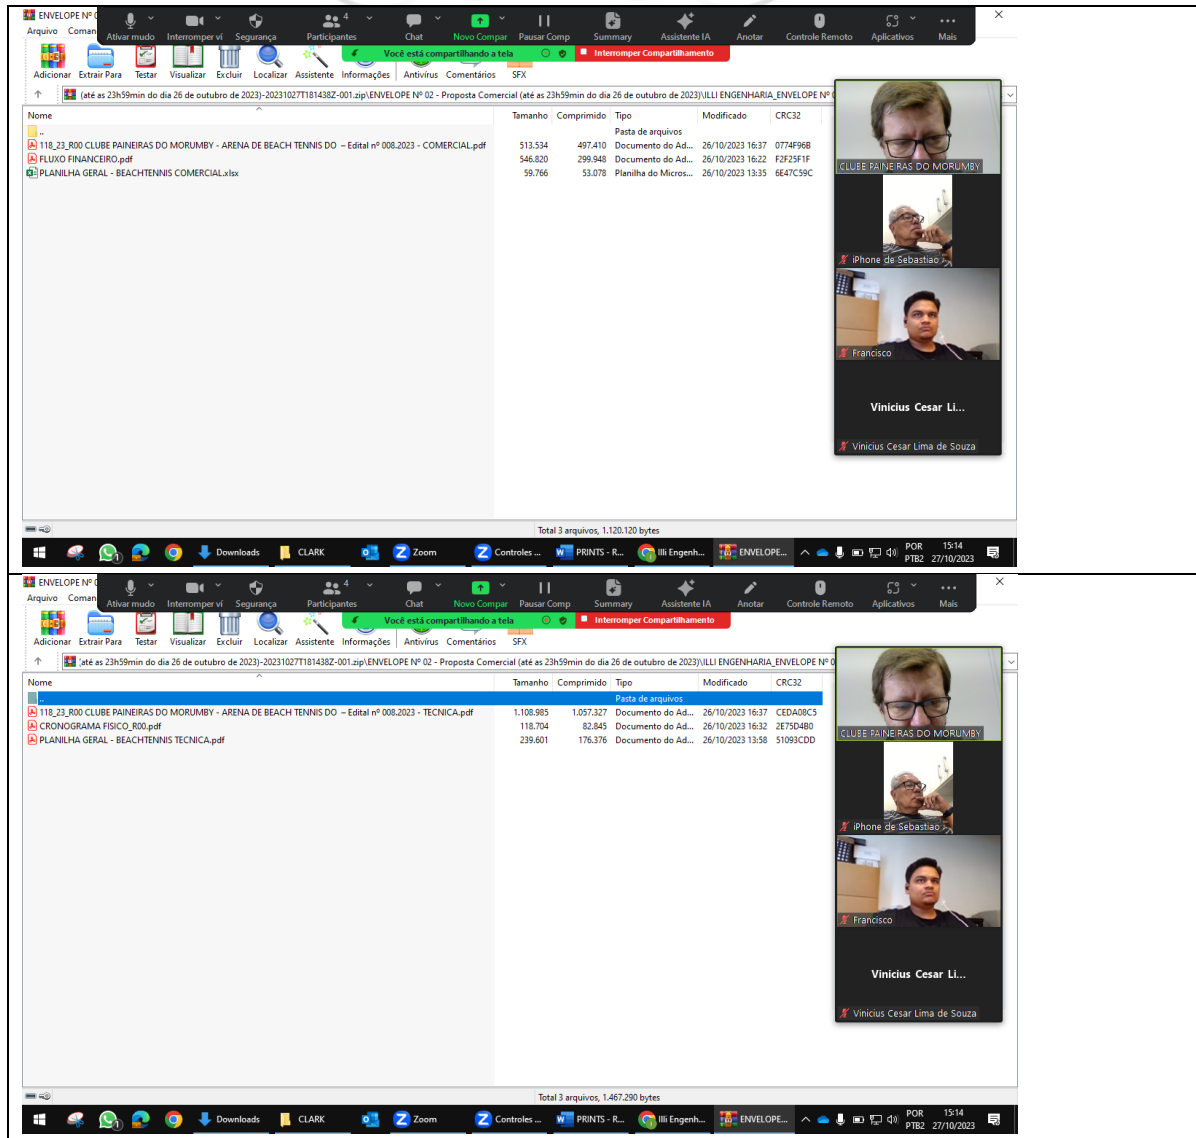 ENVELOPE Nº 0
Arquivo Coman
Ativar mudo Interromper ví Segurança Participantes 4 Chat Novo Compar Pausar Comp Summary Assistente IA Anotar Controle Remoto Aplicativos Mais
Você está compartilhando a tela Interromper Compartilhamento
Adicionar Extrair Para Testar Visualizar Excluir Localizar Assistente Informações Antivírus Comentários SFX
(até as 23h59min do dia 26 de outubro de 2023)-20231027T181438Z-001.zip\ENVELOPE Nº 02 - Proposta Comercial (até as 23h59min do dia 26 de outubro de 2023)\ILLI ENGENHARIA_ENVELOPE Nº 0
Nome Tamanho Comprimido Tipo Modificado CRC32
.. Pasta de arquivos
118_23_R00 CLUBE PAINEIRAS DO MORUMBY - ARENA DE BEACH TENNIS DO – Edital nº 008.2023 - COMERCIAL.pdf 513.534 497.410 Documento do Ad... 26/10/2023 16:37 0774F96B
FLUXO FINANCEIRO.pdf 546.820 299.948 Documento do Ad... 26/10/2023 16:22 F2F25F1F
PLANILHA GERAL - BEACHTENNIS COMERCIAL.xlsx 59.766 53.078 Planilha do Micros... 26/10/2023 13:35 6E47C59C
CLUBE PAINEIRAS DO MORUMBY
iPhone de Sebastiao
Francisco
Vinicius Cesar Li...
Vinicius Cesar Lima de Souza
Total 3 arquivos, 1.120.120 bytes
Downloads CLARK Zoom Controles ... PRINTS - R... Illi Engenh... ENVELOPE... POR 15:14
PTB2 27/10/2023
ENVELOPE Nº 0
Arquivo Coman
Ativar mudo Interromper ví Segurança Participantes 4 Chat Novo Compar Pausar Comp Summary Assistente IA Anotar Controle Remoto Aplicativos Mais
Você está compartilhando a tela Interromper Compartilhamento
Adicionar Extrair Para Testar Visualizar Excluir Localizar Assistente Informações Antivírus Comentários SFX
até as 23h59min do dia 26 de outubro de 2023)-20231027T181438Z-001.zip\ENVELOPE Nº 02 - Proposta Comercial (até as 23h59min do dia 26 de outubro de 2023)\ILLI ENGENHARIA_ENVELOPE Nº 0
Nome Tamanho Comprimido Tipo Modificado CRC32
.. Pasta de arquivos
118_23_R00 CLUBE PAINEIRAS DO MORUMBY - ARENA DE BEACH TENNIS DO – Edital nº 008.2023 - TECNICA.pdf 1.108.985 1.057.327 Documento do Ad... 26/10/2023 16:37 CEDA08C5
CRONOGRAMA FISICO_R00.pdf 118.704 82.845 Documento do Ad... 26/10/2023 16:32 2E75D4B0
PLANILHA GERAL - BEACHTENNIS TECNICA.pdf 239.601 176.376 Documento do Ad... 26/10/2023 13:58 51093CDD
CLUBE PAINEIRAS DO MORUMBY
iPhone de Sebastiao
Francisco
Vinicius Cesar Li...
Vinicius Cesar Lima de Souza
Total 3 arquivos, 1.467.290 bytes
Downloads CLARK Zoom Controles ... PRINTS - R... Illi Engenh... ENVELOPE... POR 15:14
PTB2 27/10/2023